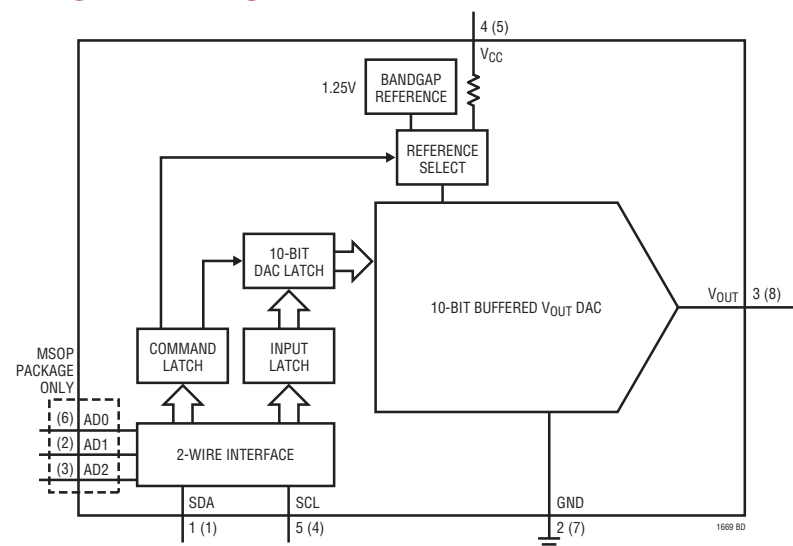 4 (5)
VCC
1.25V
BANDGAP
REFERENCE
REFERENCE
SELECT
10-BIT
DAC LATCH
10-BIT BUFFERED VOUT DAC
VOUT
3 (8)
COMMAND
LATCH
INPUT
LATCH
MSOP
PACKAGE
ONLY
(6) AD0
(2) AD1
(3) AD2
2-WIRE INTERFACE
SDA
SCL
GND
1 (1)
5 (4)
2 (7)
1669 BD